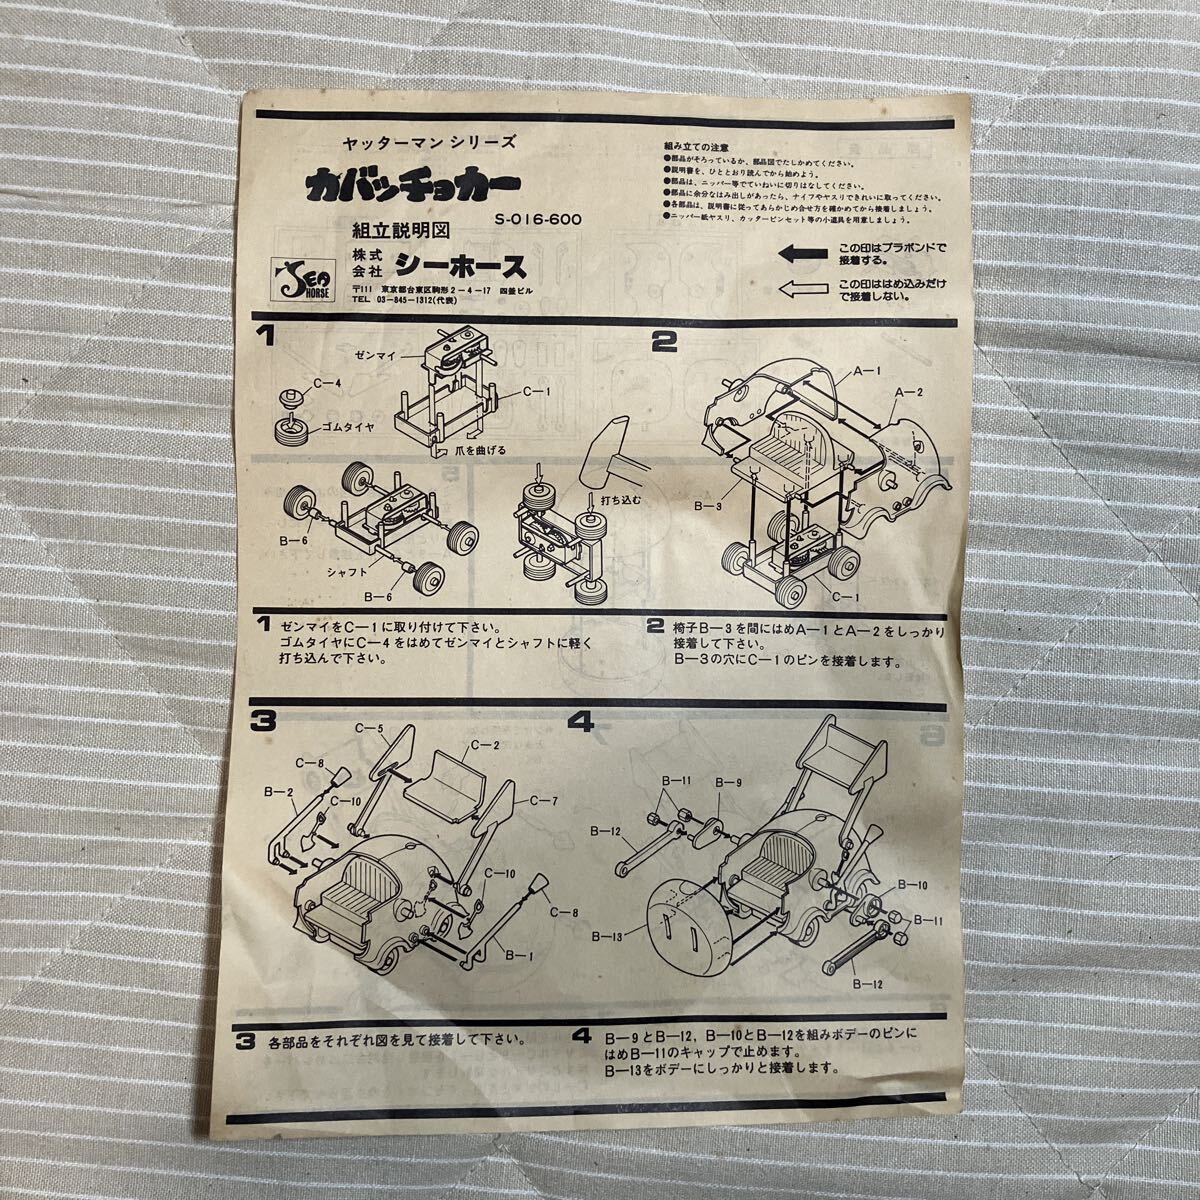 ヤッターマンシリーズ
カバッチョカー
S-016-600
組立説明図
株式会社 シーホース
〒111 東京都台東区駒形2-4-17 四釜ビル
TEL 03-845-1312(代表)
SEA HORSE
組み立ての注意
●部品がそろっているか、部品図でたしかめてください。
●説明書を、ひととおり読んでから始めよう。
●部品は、ニッパー等でていねいに切りはなしてください。
●部品に余分なはみ出しがあったら、ナイフやヤスリできれいに取ってください。
●各部品は、説明書に従ってあらかじめ合せ方を確かめてから接着しましょう。
●ニッパー紙ヤスリ、カッターピンセット等の小道具を用意しましょう。
この印はプラボンドで
接着する。
この印ははめ込みだけ
で接着しない。
1
ゼンマイ
C-4
ゴムタイヤ
C-1
爪を曲げる
打ち込む
B-6
シャフト
B-6
2
A-1
A-2
B-3
C-1
1 ゼンマイをC-1に取り付けて下さい。
ゴムタイヤにC-4をはめてゼンマイとシャフトに軽く
打ち込んで下さい。
2 椅子B-3を間にはめA-1とA-2をしっかり
接着して下さい。
B-3の穴にC-1のピンを接着します。
3
C-5
C-2
C-8
B-2
C-10
C-7
C-10
C-8
B-1
4
B-11
B-9
B-12
B-10
B-11
B-13
B-12
3 各部品をそれぞれ図を見て接着して下さい。
4 B-9とB-12, B-10とB-12を組みボデーのピンに
はめB-11のキャップで止めます。
B-13をボデーにしっかりと接着します。